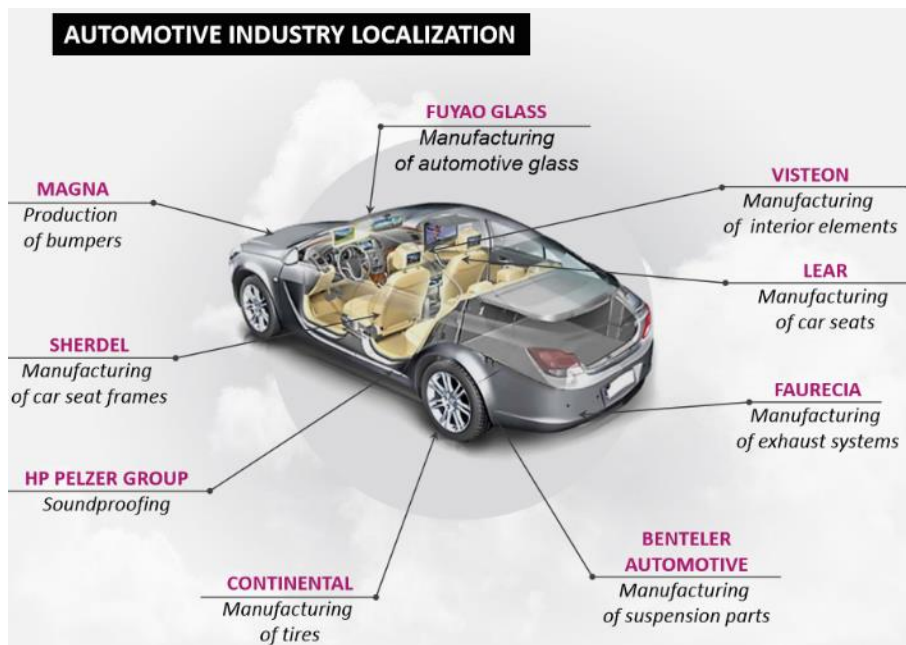 AUTOMOTIVE INDUSTRY LOCALIZATION
FUYAO GLASS
Manufacturing
of automotive glass
MAGNA
Production
of bumpers
VISTEON
Manufacturing
of interior elements
LEAR
Manufacturing
of car seats
SHERDEL
Manufacturing
of car seat frames
FAURECIA
Manufacturing
of exhaust systems
HP PELZER GROUP
Soundproofing
BENTELER
AUTOMOTIVE
Manufacturing
of suspension parts
CONTINENTAL
Manufacturing
of tires